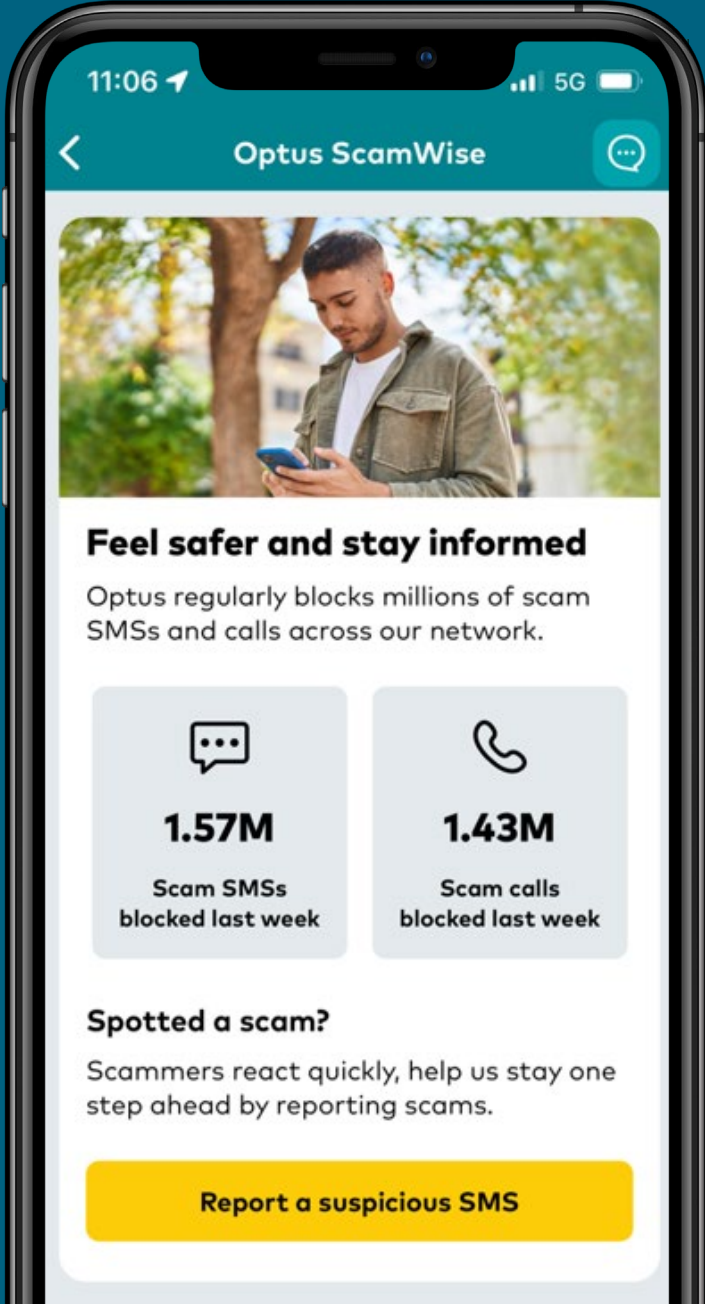 11:06
5G
Optus ScamWise
Feel safer and stay informed
Optus regularly blocks millions of scam
SMSs and calls across our network.
1.57M
Scam SMSs
blocked last week
1.43M
Scam calls
blocked last week
Spotted a scam?
Scammers react quickly, help us stay one
step ahead by reporting scams.
Report a suspicious SMS